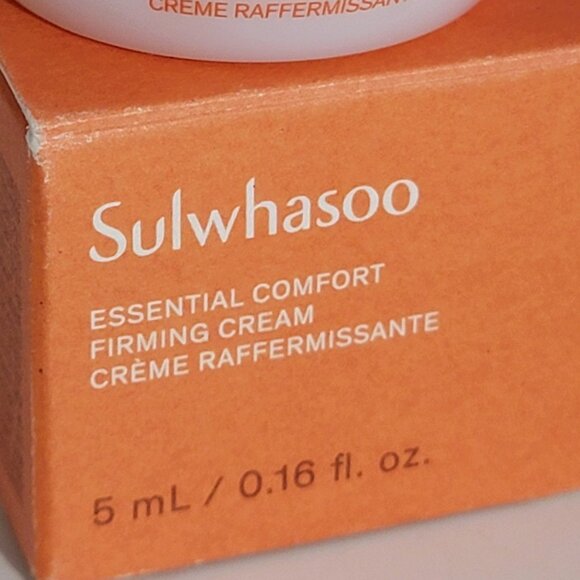 CRÈME RAFFERMISSANTE
Sulwhasoo
ESSENTIAL COMFORT
FIRMING CREAM
CRÈME RAFFERMISSANTE
5 mL / 0.16 fl. oz.